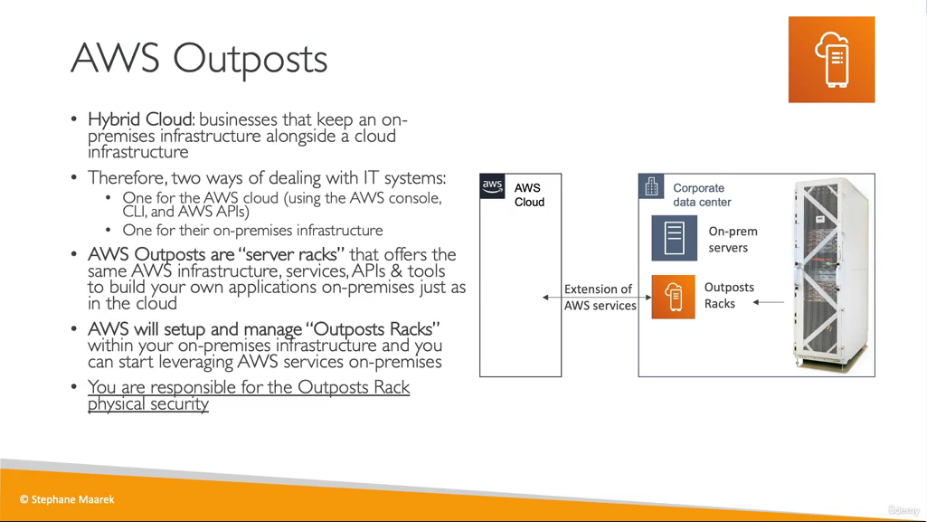 AWS Outposts
• Hybrid Cloud: businesses that keep an on-
premises infrastructure alongside a cloud
infrastructure
• Therefore, two ways of dealing with IT systems:
• One for the AWS cloud (using the AWS console,
CLI, and AWS APIs)
• One for their on-premises infrastructure
• AWS Outposts are “server racks” that offers the
same AWS infrastructure, services, APIs & tools
to build your own applications on-premises just as
in the cloud
• AWS will setup and manage “Outposts Racks”
within your on-premises infrastructure and you
can start leveraging AWS services on-premises
• You are responsible for the Outposts Rack
physical security
aws
AWS
Cloud
Extension of
AWS services
Corporate
data center
On-prem
servers
Outposts
Racks
© Stephane Maarek
Udemy